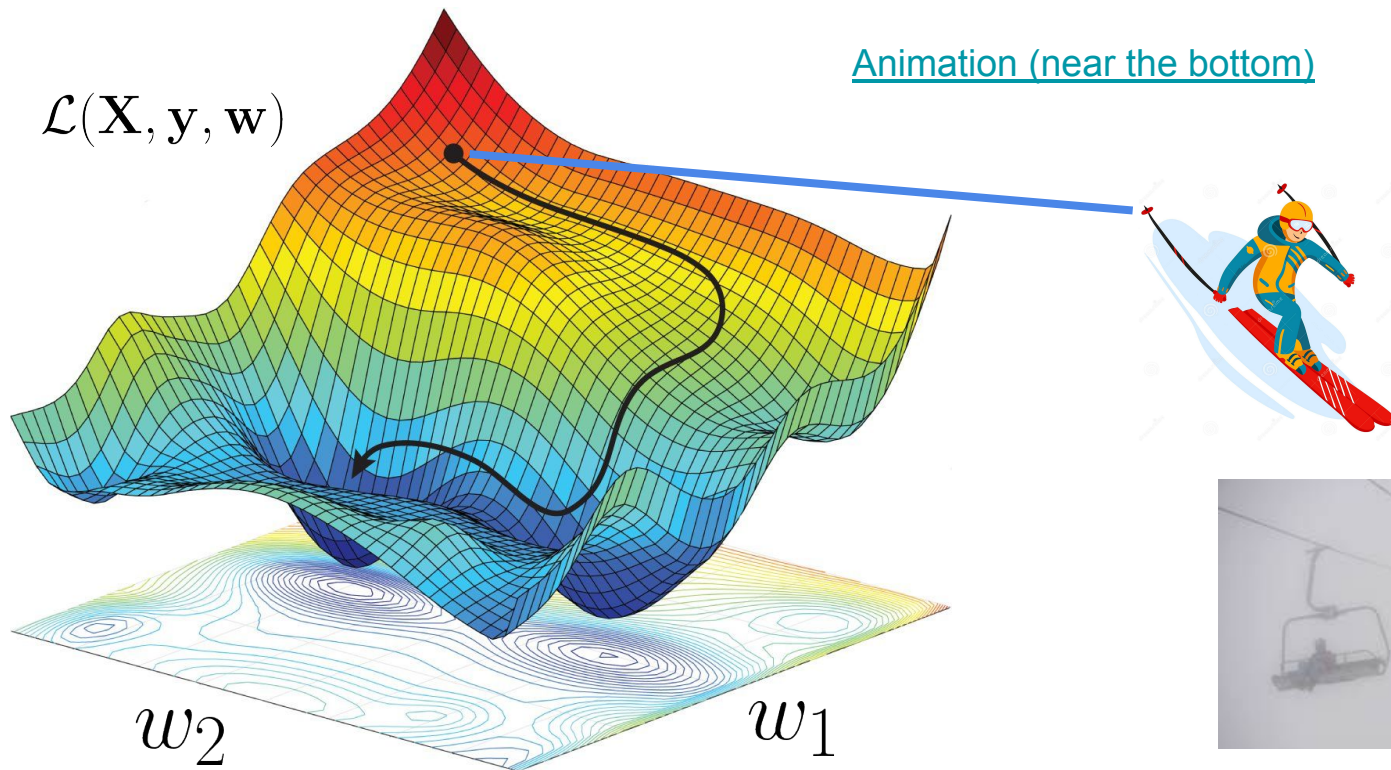 Animation (near the bottom)
𝓛(𝐗, 𝐲, 𝐰)
w₂
w₁